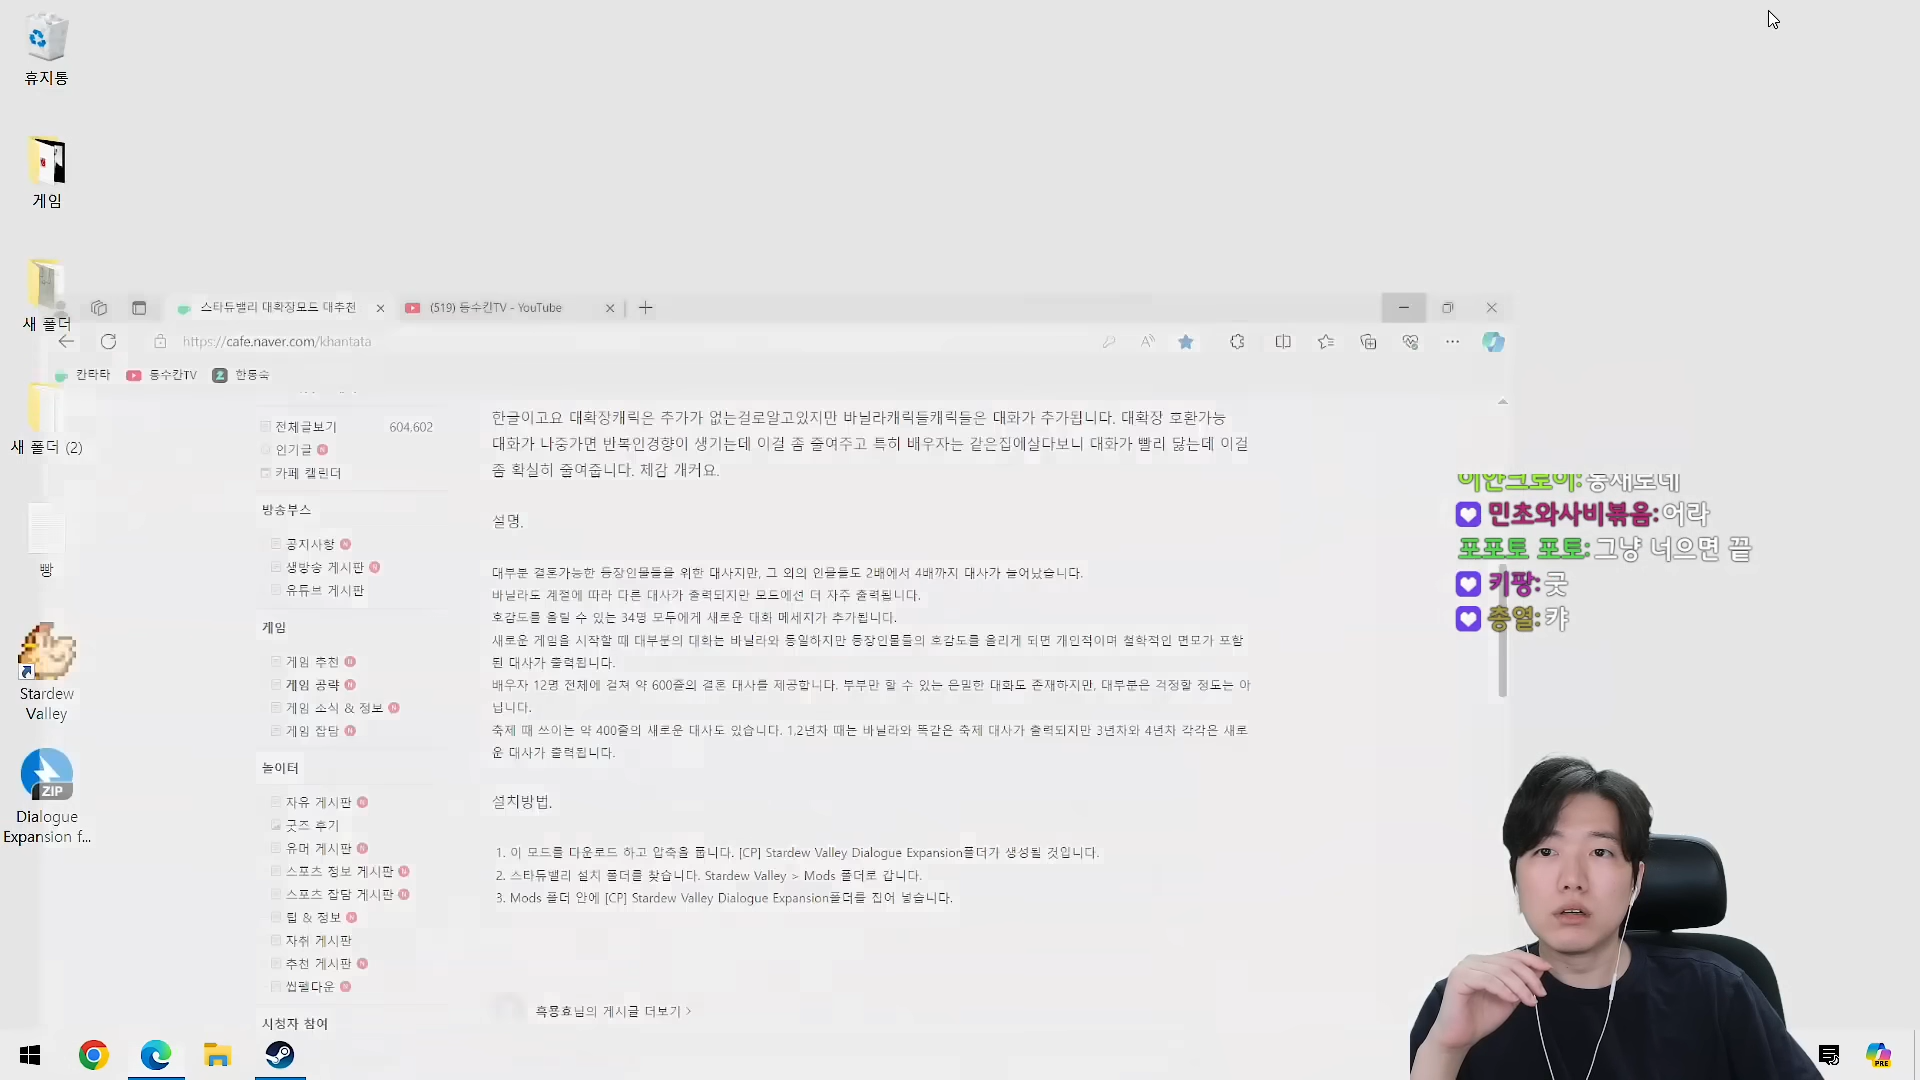 휴지통
게임
새 폴더
새 폴더 (2)
빵
Stardew
Valley
ZIP
Dialogue
Expansion f...
스타듀밸리 대확장모드 대추천
(519) 등수칸TV - YouTube
https://cafe.naver.com/khantata
칸타타
등수칸TV
한동숙
전체글보기
604,602
인기글
카페 캘린더
방송부스
공지사항
생방송 게시판
유튜브 게시판
게임
게임 추천
게임 공략
게임 소식 & 정보
게임 잡담
놀이터
자유 게시판
굿즈 후기
유머 게시판
스포츠 정보 게시판
스포츠 잡담 게시판
팁 & 정보
자취 게시판
추천 게시판
씹펠다운
시청자 참여
한글이고요 대확장캐릭은 추가가 없는걸로알고있지만 바닐라캐릭들캐릭들은 대화가 추가됩니다. 대확장 호환가능
대화가 나중가면 반복인경향이 생기는데 이걸 좀 줄여주고 특히 배우자는 같은집에살다보니 대화가 빨리 닳는데 이걸
좀 확실히 줄여줍니다. 체감 개커요.
설명.
대부분 결혼가능한 등장인물들을 위한 대사지만, 그 외의 인물들도 2배에서 4배까지 대사가 늘어났습니다.
바닐라도 계절에 따라 다른 대사가 출력되지만 모드에선 더 자주 출력됩니다.
호감도를 올릴 수 있는 34명 모두에게 새로운 대화 메세지가 추가됩니다.
새로운 게임을 시작할 때 대부분의 대화는 바닐라와 동일하지만 등장인물들의 호감도를 올리게 되면 개인적이며 철학적인 면모가 포함
된 대사가 출력됩니다.
배우자 12명 전체에 걸쳐 약 600줄의 결혼 대사를 제공합니다. 부부만 할 수 있는 은밀한 대화도 존재하지만, 대부분은 걱정할 정도는 아
닙니다.
축제 때 쓰이는 약 400줄의 새로운 대사도 있습니다. 1,2년차 때는 바닐라와 똑같은 축제 대사가 출력되지만 3년차와 4년차 각각은 새로
운 대사가 출력됩니다.
설치방법.
1. 이 모드를 다운로드 하고 압축을 풉니다. [CP] Stardew Valley Dialogue Expansion폴더가 생성될 것입니다.
2. 스타듀밸리 설치 폴더를 찾습니다. Stardew Valley > Mods 폴더로 갑니다.
3. Mods 폴더 안에 [CP] Stardew Valley Dialogue Expansion폴더를 집어 넣습니다.
흑룡효님의 게시글 더보기 >
민초와사비볶음: 어라
포포토 포토: 그냥 너으면 끝
키팡: 굿
총열: 캬
PRE